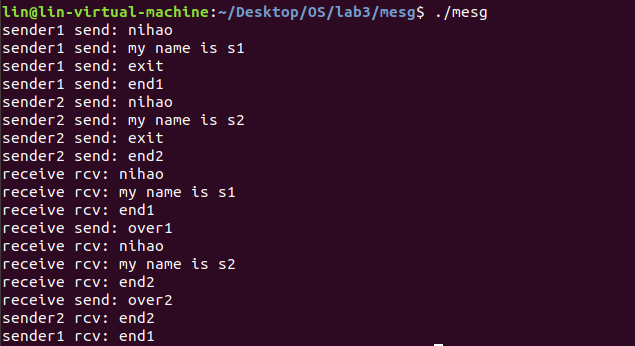 lin@lin-virtual-machine:~/Desktop/OS/lab3/mesg$ ./mesg
sender1 send: nihao
sender1 send: my name is s1
sender1 send: exit
sender1 send: end1
sender2 send: nihao
sender2 send: my name is s2
sender2 send: exit
sender2 send: end2
receive rcv: nihao
receive rcv: my name is s1
receive rcv: end1
receive send: over1
receive rcv: nihao
receive rcv: my name is s2
receive rcv: end2
receive send: over2
sender2 rcv: end2
sender1 rcv: end1